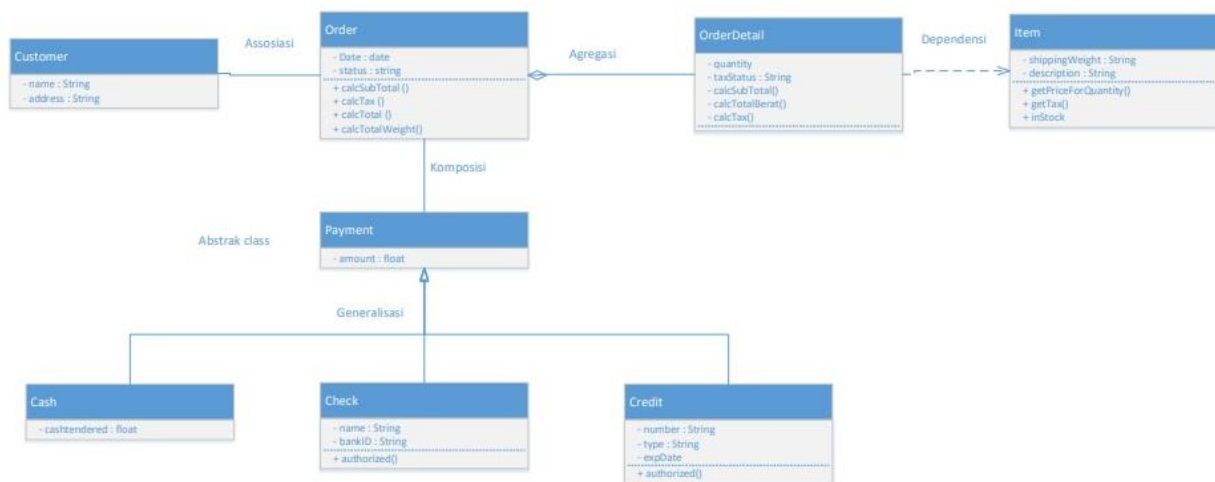 Customer
- name : String
- address : String
Assosiasi
Order
- Date : date
- status : string
+ calcSubTotal ()
+ calcTax ()
+ calcTotal ()
+ calcTotalWeight()
Agregasi
OrderDetail
- quantity
- taxStatus : String
- calcSubTotal()
- calcTotalBerat()
- calcTax()
Dependensi
Item
- shippingWeight : String
- description : String
+ getPriceForQuantity()
+ getTax()
+ inStock
Komposisi
Abstrak class
Payment
- amount : float
Generalisasi
Cash
- cashtendered : float
Check
- name : String
- bankID : String
+ authorized()
Credit
- number : String
- type : String
- expDate
+ authorized()